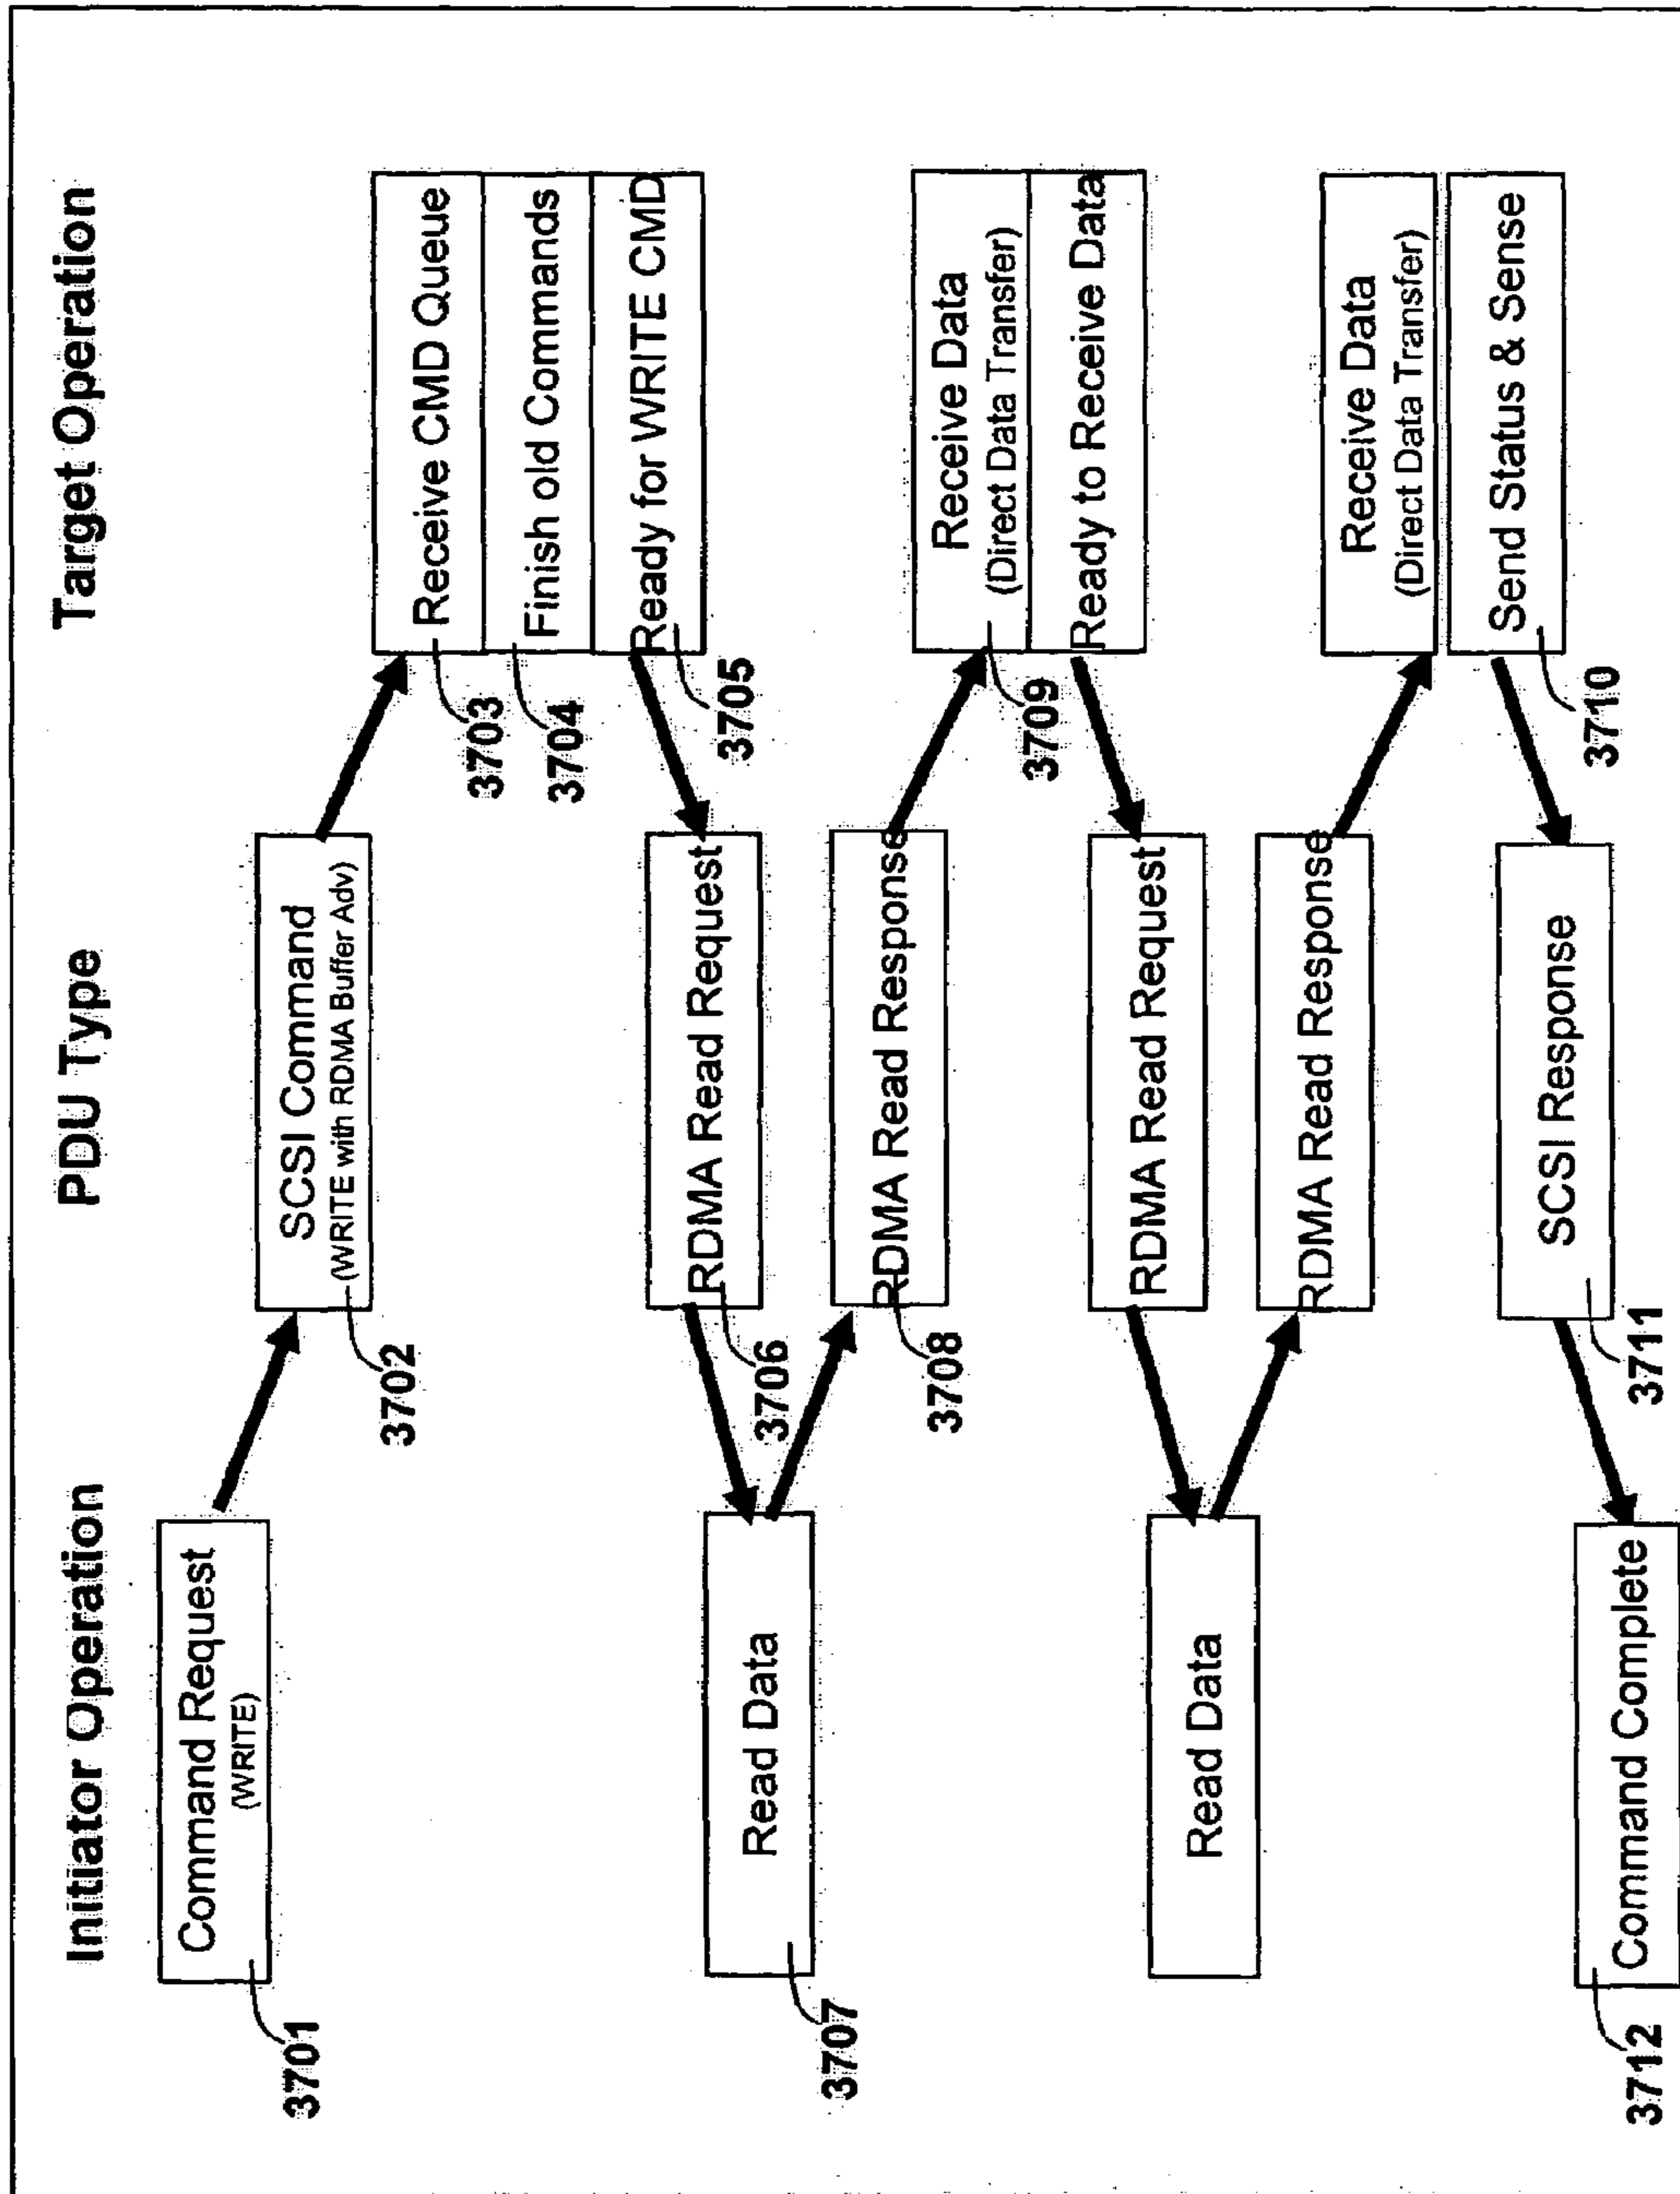 Initiator Operation
PDU Type
Target Operation
Command Request
(WRITE)
3701
SCSI Command
(WRITE with RDMA Buffer Adv)
3702
Receive CMD Queue
3703
Finish old Commands
3704
Ready for WRITE CMD
3705
RDMA Read Request
3706
Read Data
3707
RDMA Read Response
3708
Receive Data
(Direct Data Transfer)
3709
Ready to Receive Data
RDMA Read Request
Read Data
RDMA Read Response
Receive Data
(Direct Data Transfer)
Send Status & Sense
3710
SCSI Response
3711
Command Complete
3712